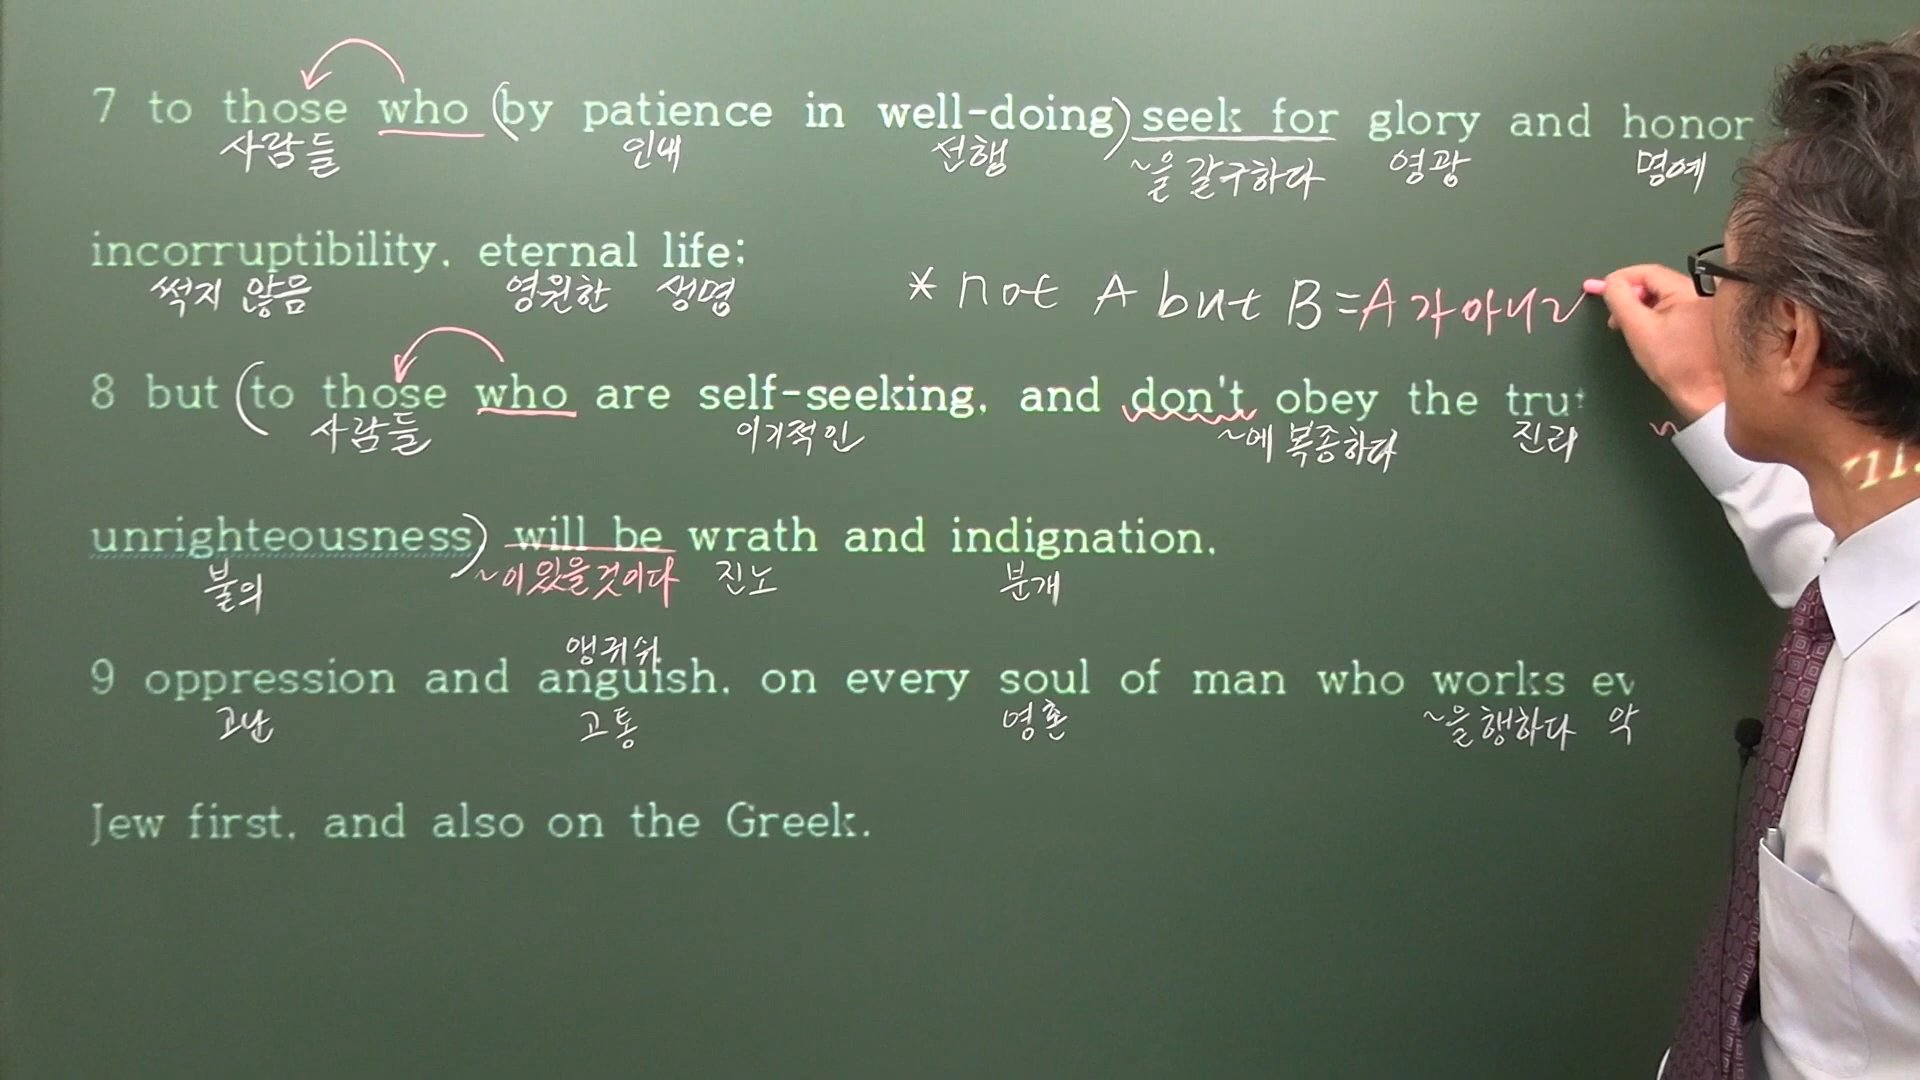 7 to those who (by patience in well-doing) seek for glory and honor
사람들 인내 선행 ~을 갈구하다 영광 명예
incorruptibility, eternal life;
썩지 않음 영원한 생명
* not A but B = A가 아니라
8 but (to those who are self-seeking, and don't obey the
사람들 이기적인 ~에 복종하다 진리
unrighteousness) will be wrath and indignation,
불의 ~이 있을 것이다 진노 분개
앵귀쉬
9 oppression and anguish, on every soul of man who works
고난 고통 영혼 ~을 행하다 악
Jew first, and also on the Greek.